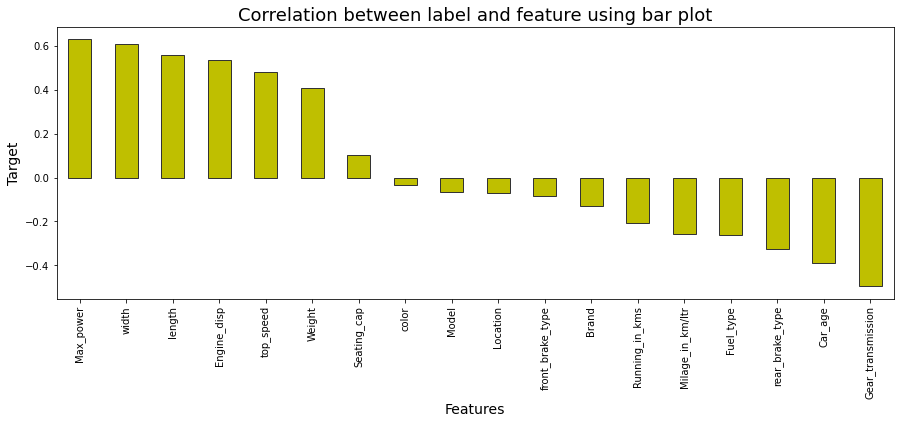 Correlation between label and feature using bar plot
Target
0.6
0.4
0.2
0.0
−0.2
−0.4
Max_power
width
length
Engine_disp
top_speed
Weight
Seating_cap
color
Model
Location
front_brake_type
Brand
Running_in_kms
Milage_in_km/ltr
Fuel_type
rear_brake_type
Car_age
Gear_transmission
Features